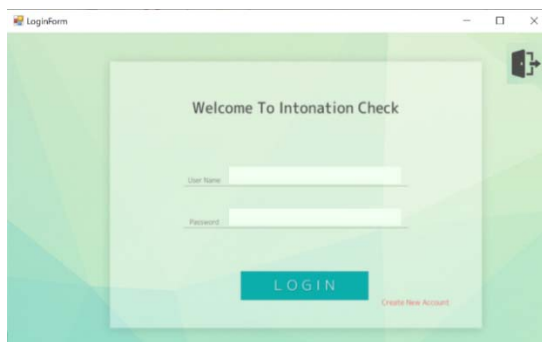 LoginForm
Welcome To Intonation Check
User Name
Password
LOGIN
Create New Account